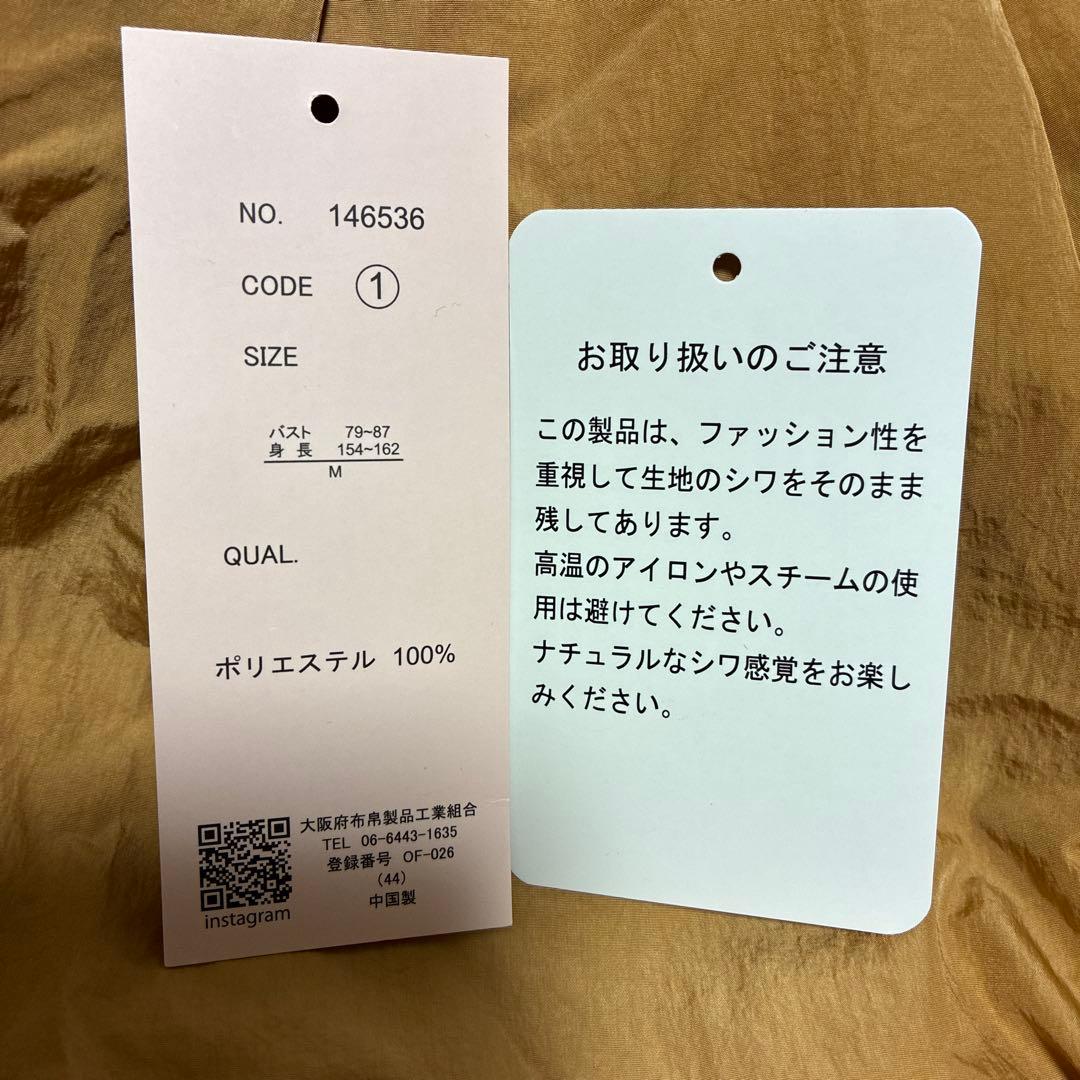 NO. 146536
CODE ①
SIZE
バスト 79~87
身長 154~162
M
QUAL.
ポリエステル 100%
大阪府布帛製品工業組合
TEL 06-6443-1635
登録番号 OF-026
(44)
中国製
instagram
お取り扱いのご注意
この製品は、ファッション性を
重視して生地のシワをそのまま
残してあります。
高温のアイロンやスチームの使
用は避けてください。
ナチュラルなシワ感覚をお楽し
みください。